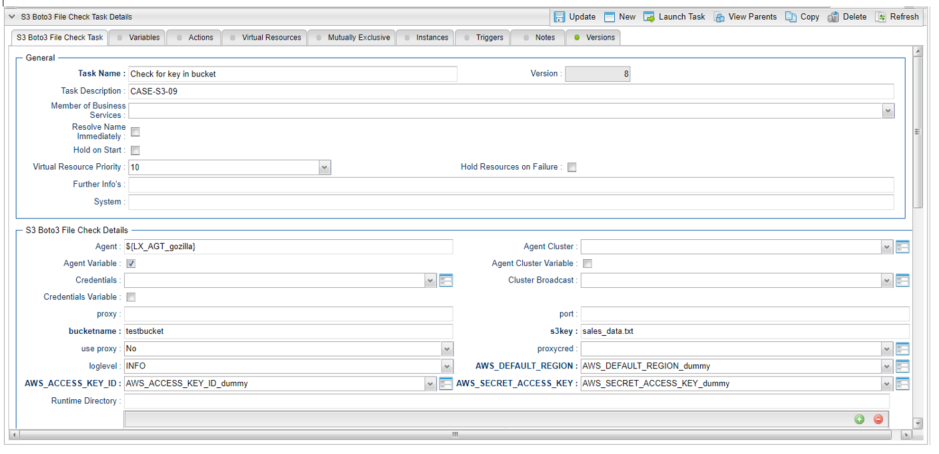 S3 Boto3 File Check Task Details Update New Launch Task View Parents Copy Delete Refresh
S3 Boto3 File Check Task Variables Actions Virtual Resources Mutually Exclusive Instances Triggers Notes Versions
General
Task Name : Check for key in bucket Version : 8
Task Description : CASE-S3-09
Member of Business
Services :
Resolve Name
Immediately :
Hold on Start :
Virtual Resource Priority : 10 Hold Resources on Failure :
Further Info's :
System :
S3 Boto3 File Check Details
Agent : ${LX_AGT_gozilla} Agent Cluster :
Agent Variable : Agent Cluster Variable :
Credentials : Cluster Broadcast :
Credentials Variable :
proxy : port :
bucketname : testbucket s3key : sales_data.txt
use proxy : No proxycred :
loglevel : INFO AWS_DEFAULT_REGION : AWS_DEFAULT_REGION_dummy
AWS_ACCESS_KEY_ID : AWS_ACCESS_KEY_ID_dummy AWS_SECRET_ACCESS_KEY : AWS_SECRET_ACCESS_KEY_dummy
Runtime Directory :